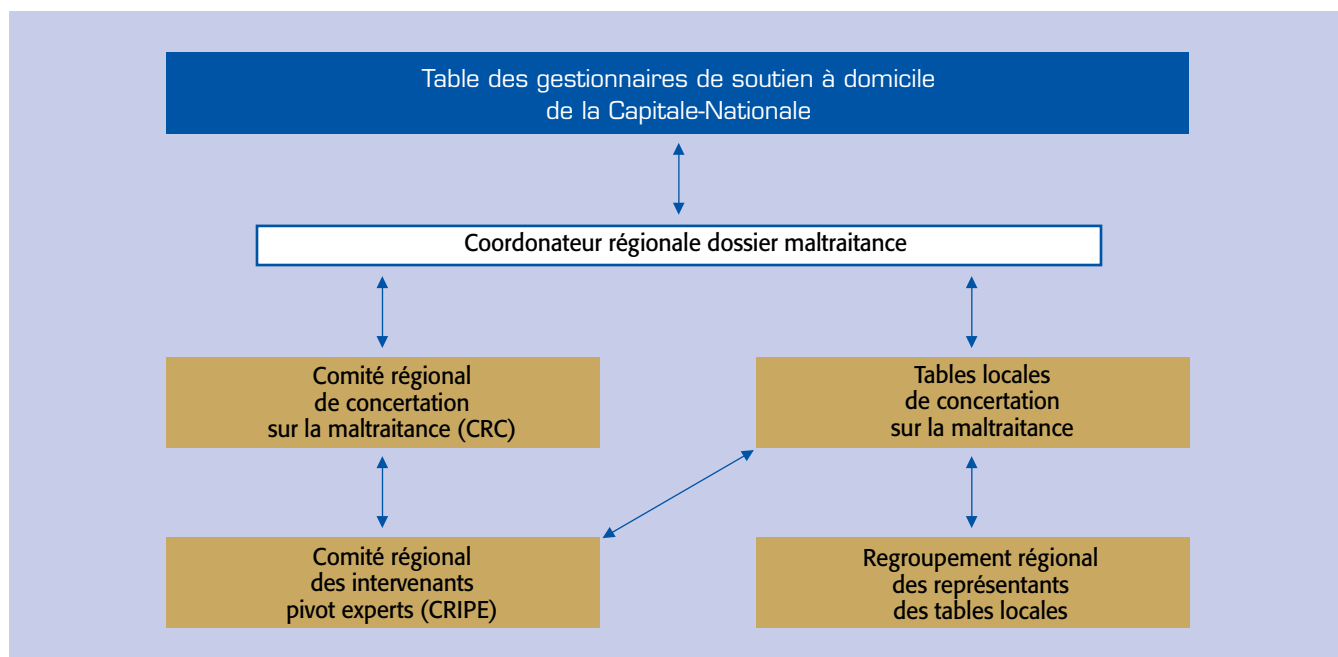 Table des gestionnaires de soutien à domicile
de la Capitale-Nationale
Coordonateur régionale dossier maltraitance
Comité régional
de concertation
sur la maltraitance (CRC)
Tables locales
de concertation
sur la maltraitance
Comité régional
des intervenants
pivot experts (CRIPE)
Regroupement régional
des représentants
des tables locales